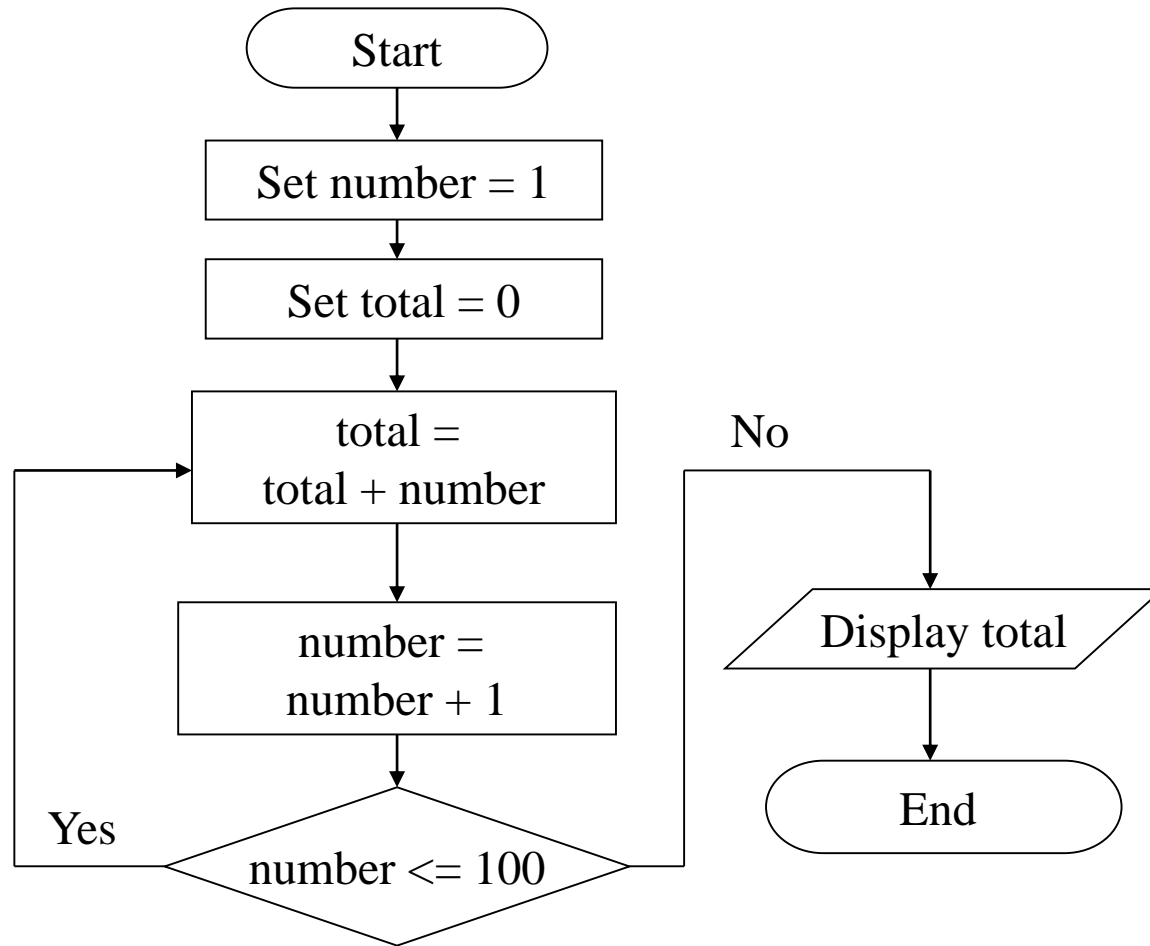 Start
Set number = 1
Set total = 0
total =
total + number
number =
number + 1
number <= 100
Yes
No
Display total
End